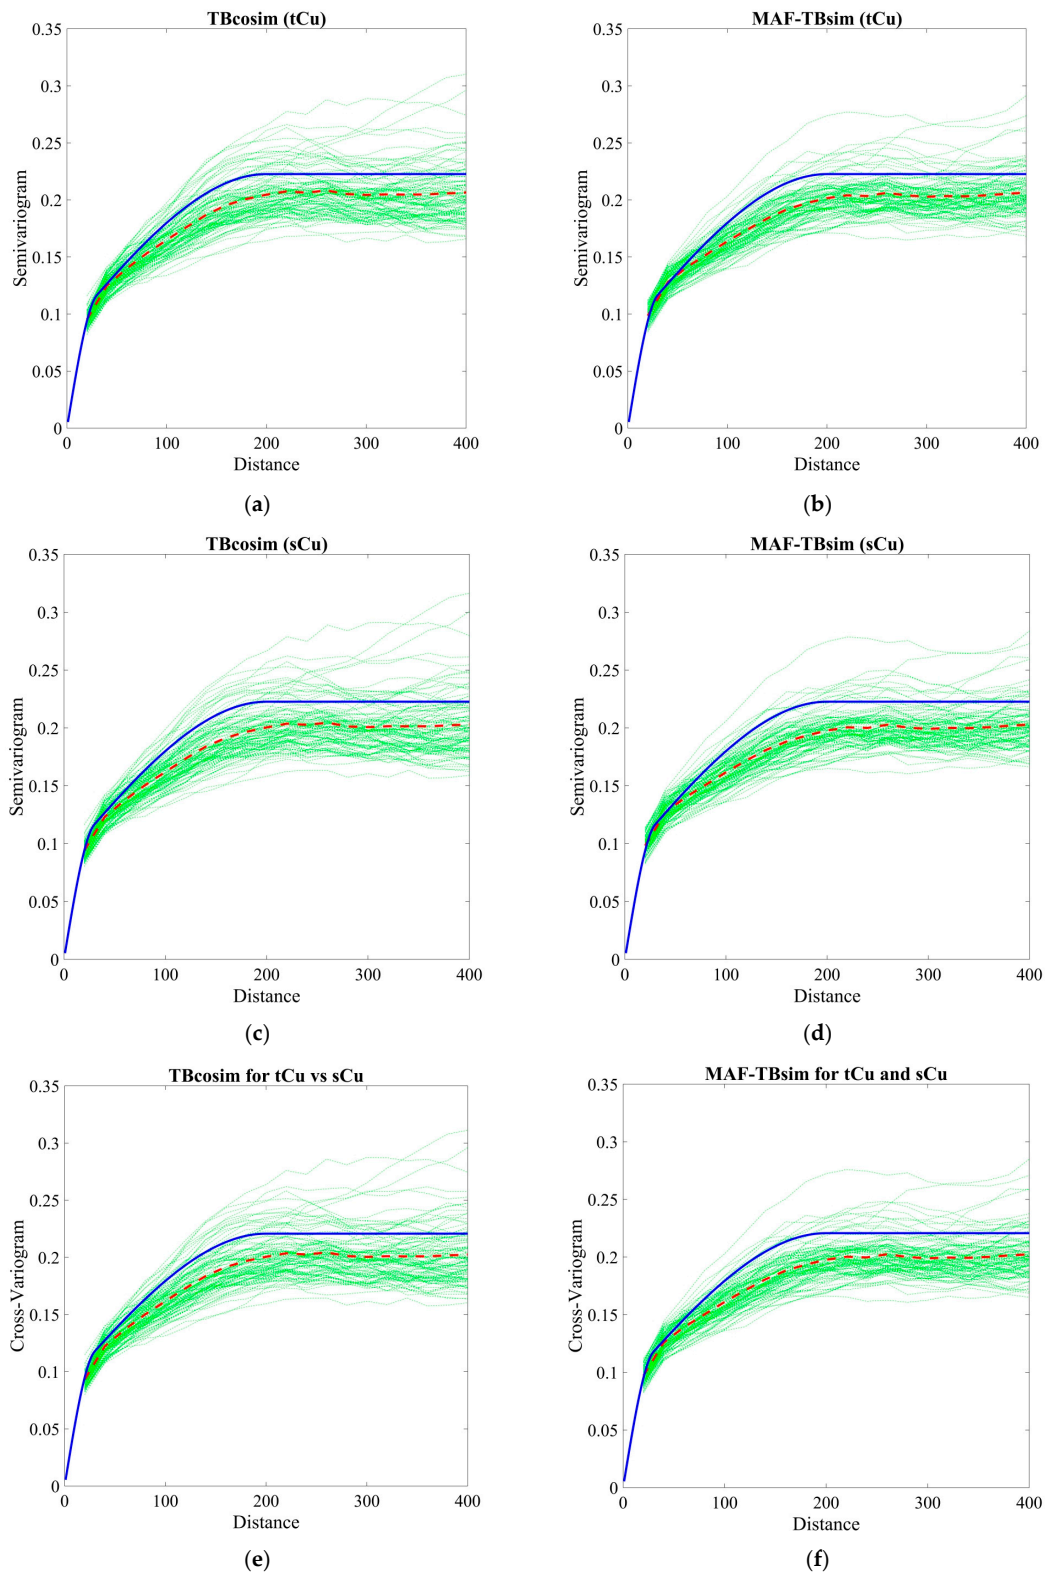 TBcosim (tCu)
0.35
0.3
0.25
0.2
0.15
0.1
0.05
0
Semivariogram
0 100 200 300 400
Distance
(a)
MAF-TBsim (tCu)
0.35
0.3
0.25
0.2
0.15
0.1
0.05
0
Semivariogram
0 100 200 300 400
Distance
(b)
TBcosim (sCu)
0.35
0.3
0.25
0.2
0.15
0.1
0.05
0
Semivariogram
0 100 200 300 400
Distance
(c)
MAF-TBsim (sCu)
0.35
0.3
0.25
0.2
0.15
0.1
0.05
0
Semivariogram
0 100 200 300 400
Distance
(d)
TBcosim for tCu vs sCu
0.35
0.3
0.25
0.2
0.15
0.1
0.05
0
Cross-Variogram
0 100 200 300 400
Distance
(e)
MAF-TBsim for tCu and sCu
0.35
0.3
0.25
0.2
0.15
0.1
0.05
0
Cross-Variogram
0 100 200 300 400
Distance
(f)